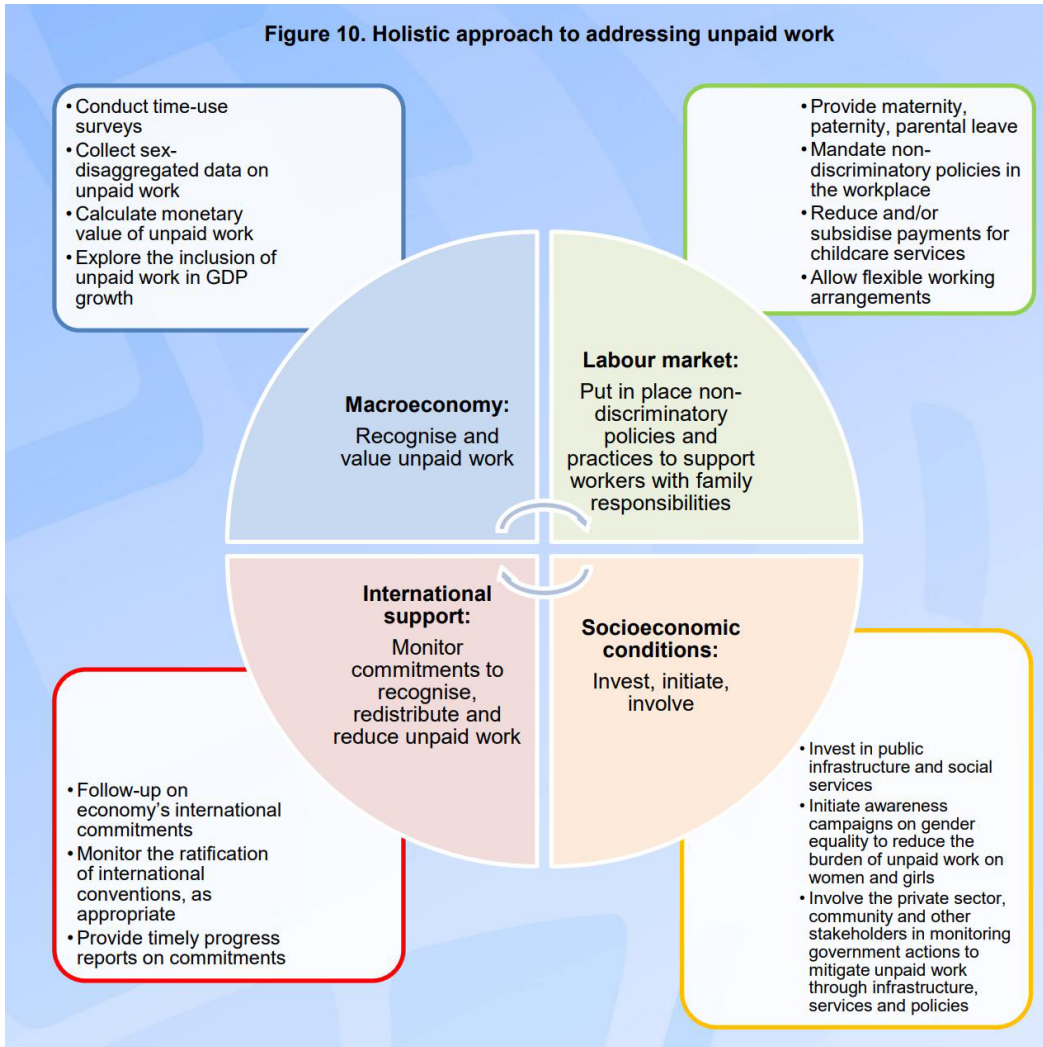 Figure 10. Holistic approach to addressing unpaid work
• Conduct time-use
surveys
• Collect sex-
disaggregated data on
unpaid work
• Calculate monetary
value of unpaid work
• Explore the inclusion of
unpaid work in GDP
growth
• Provide maternity,
paternity, parental leave
• Mandate non-
discriminatory policies in
the workplace
• Reduce and/or
subsidise payments for
childcare services
• Allow flexible working
arrangements
Macroeconomy:
Recognise and
value unpaid work
Labour market:
Put in place non-
discriminatory
policies and
practices to support
workers with family
responsibilities
International
support:
Monitor
commitments to
recognise,
redistribute and
reduce unpaid work
Socioeconomic
conditions:
Invest, initiate,
involve
• Follow-up on
economy's international
commitments
• Monitor the ratification
of international
conventions, as
appropriate
• Provide timely progress
reports on commitments
• Invest in public
infrastructure and social
services
• Initiate awareness
campaigns on gender
equality to reduce the
burden of unpaid work on
women and girls
• Involve the private sector,
community and other
stakeholders in monitoring
government actions to
mitigate unpaid work
through infrastructure,
services and policies